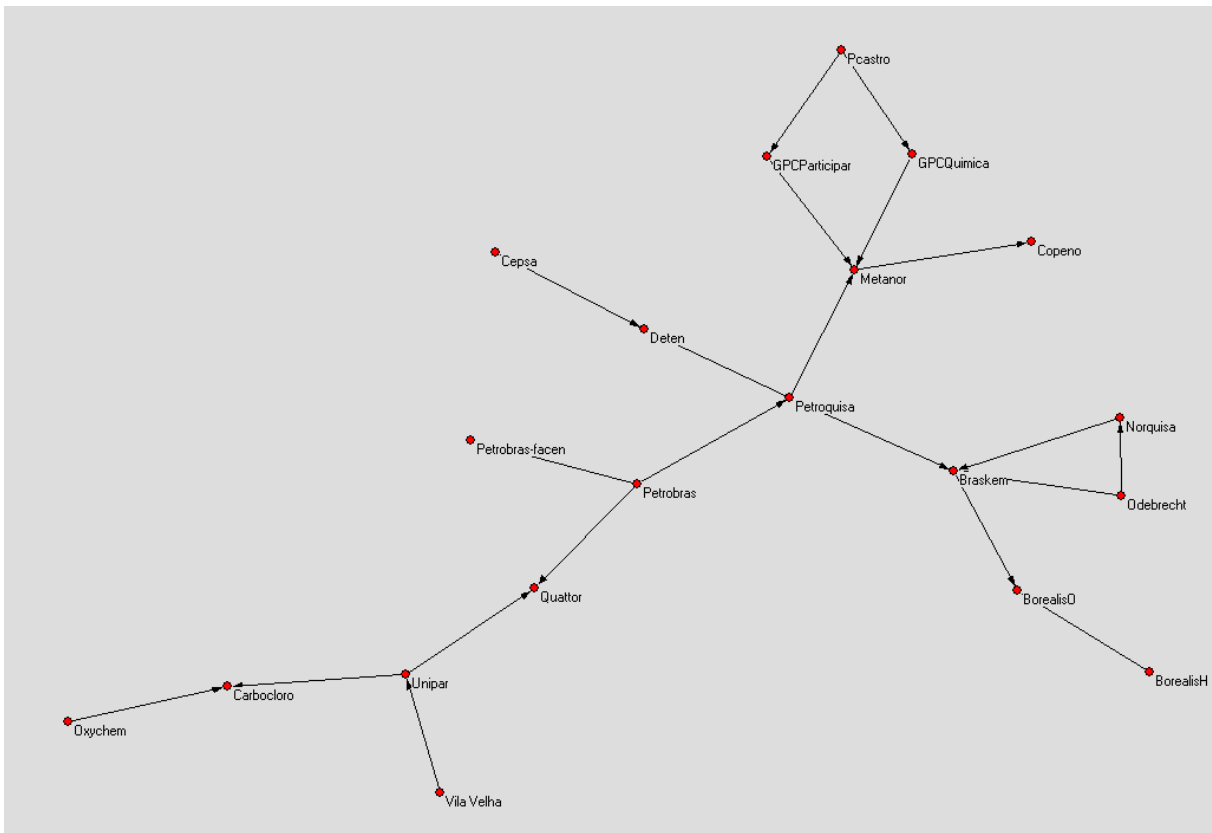 Pcastro
GPCParticipar
GPCQuimica
Cepsa
Copeno
Metanor
Deten
Petroquisa
Norquisa
Petrobras-facen
Braskem
Petrobras
Odebrecht
Quattor
BorealisO
Unipar
BorealisH
Carbocloro
Oxychem
Vila Velha